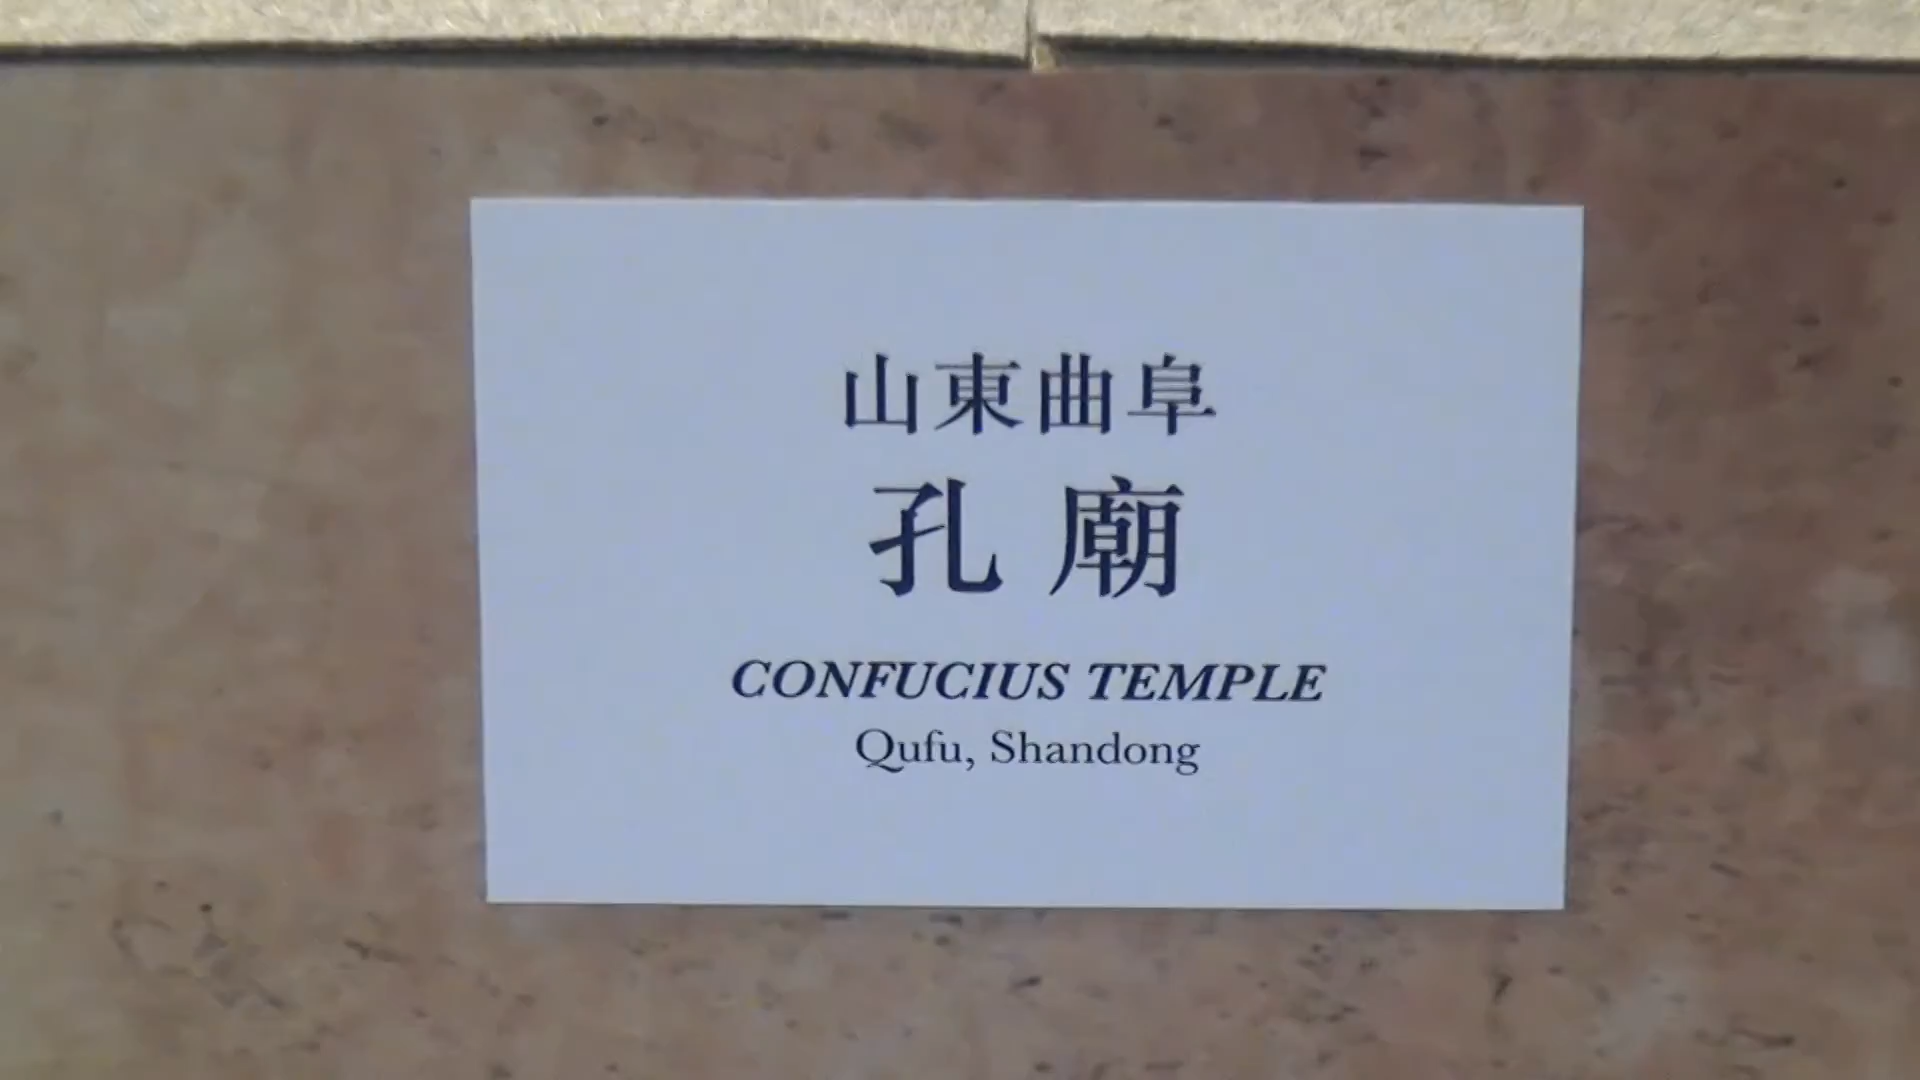 山東曲阜
孔廟
CONFUCIUS TEMPLE
Qufu, Shandong